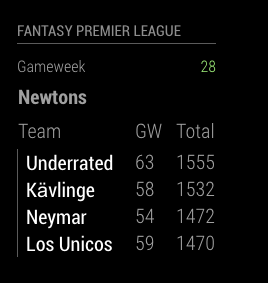 FANTASY PREMIER LEAGUE
Gameweek 28
Newtons
Team GW Total
Underrated 63 1555
Kävlinge 58 1532
Neymar 54 1472
Los Unicos 59 1470